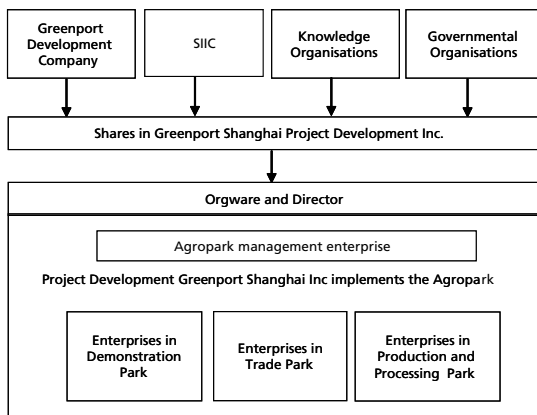 Greenport
Development
Company
SIIC
Knowledge
Organisations
Governmental
Organisations
Shares in Greenport Shanghai Project Development Inc.
Orgware and Director
Agropark management enterprise
Project Development Greenport Shanghai Inc implements the Agropark
Enterprises in
Demonstration
Park
Enterprises in
Trade Park
Enterprises in
Production and
Processing Park